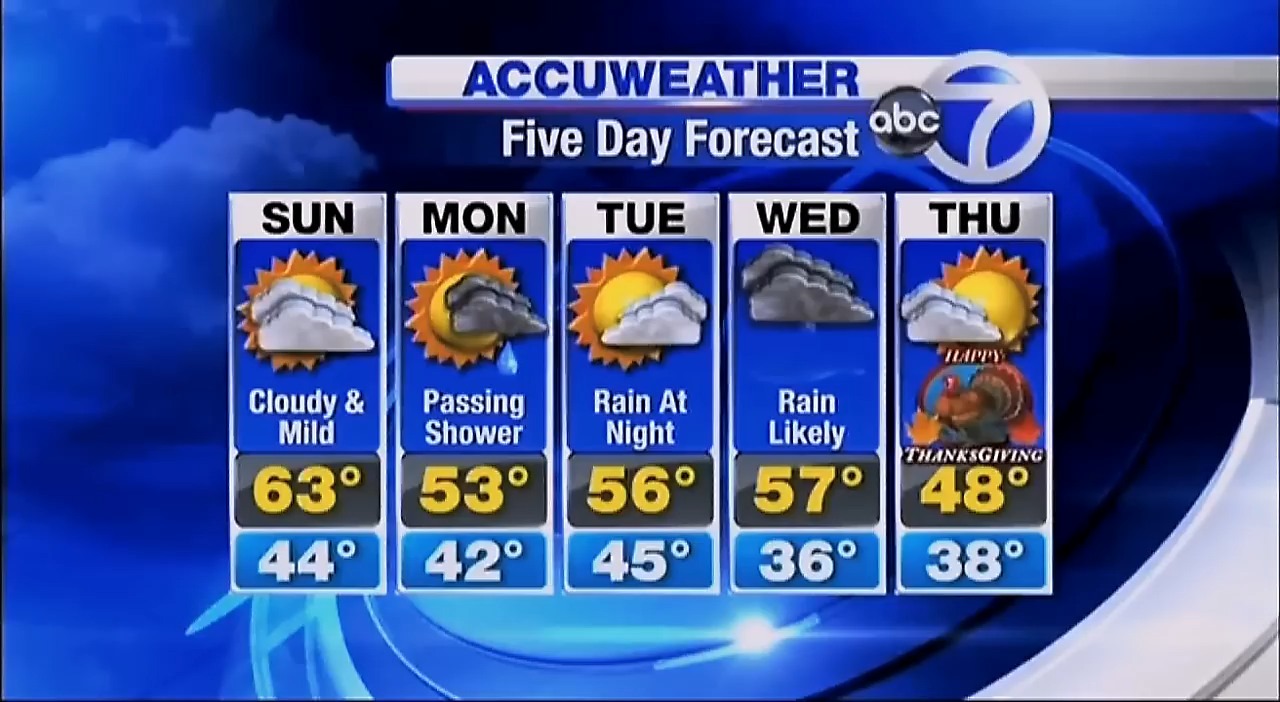 ACCUWEATHER
Five Day Forecast
abc 7
SUN
Cloudy &
Mild
63°
44°
MON
Passing
Shower
53°
42°
TUE
Rain At
Night
56°
45°
WED
Rain
Likely
57°
36°
THU
HAPPY
THANKSGIVING
48°
38°